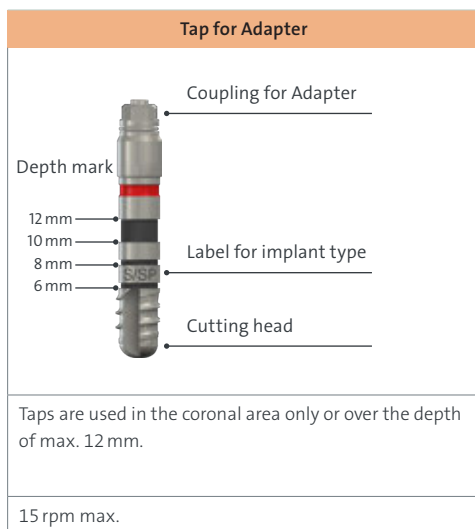 Tap for Adapter
Coupling for Adapter
Depth mark
12 mm
10 mm
8 mm
6 mm
Label for implant type
S/SP
Cutting head
Taps are used in the coronal area only or over the depth
of max. 12 mm.
15 rpm max.